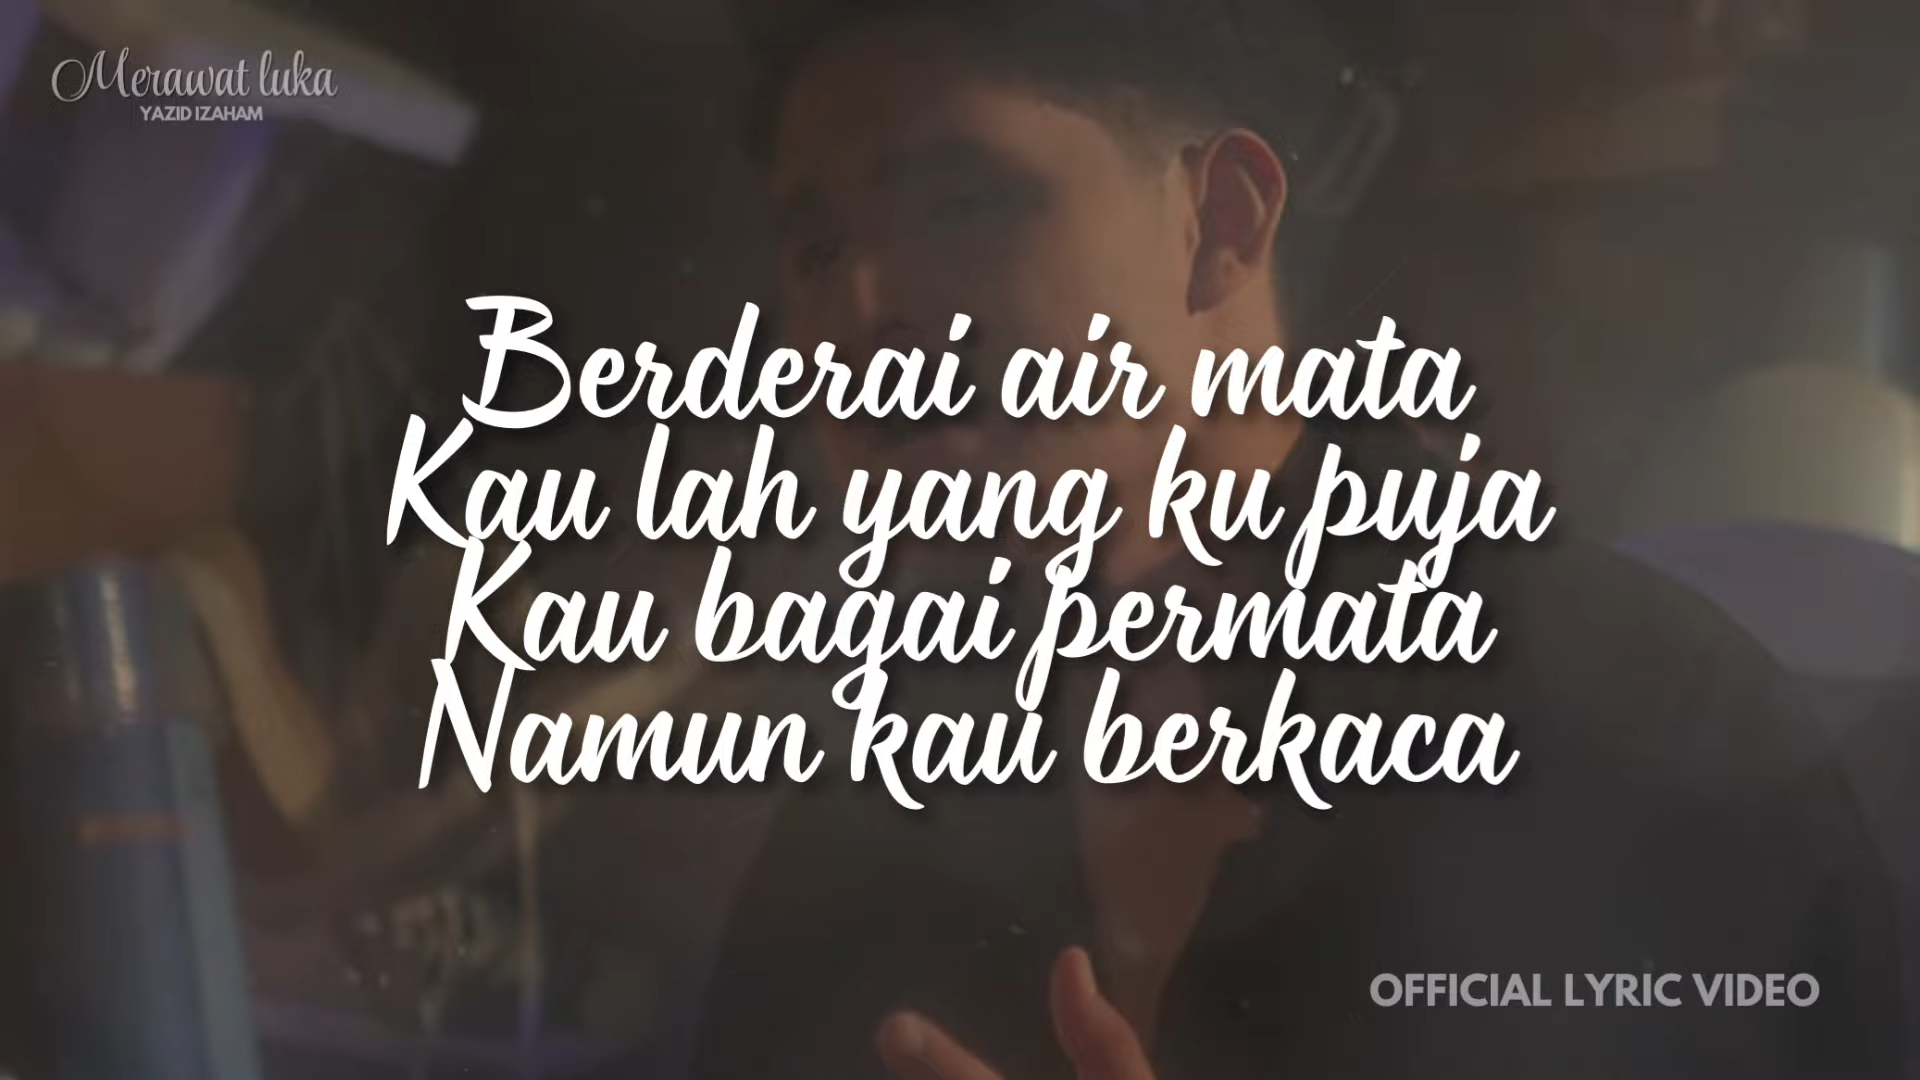 Merawat luka
YAZID IZAHAM
Berderai air mata
Kau lah yang ku puja
Kau bagai permata
Namun kau berkaca
OFFICIAL LYRIC VIDEO